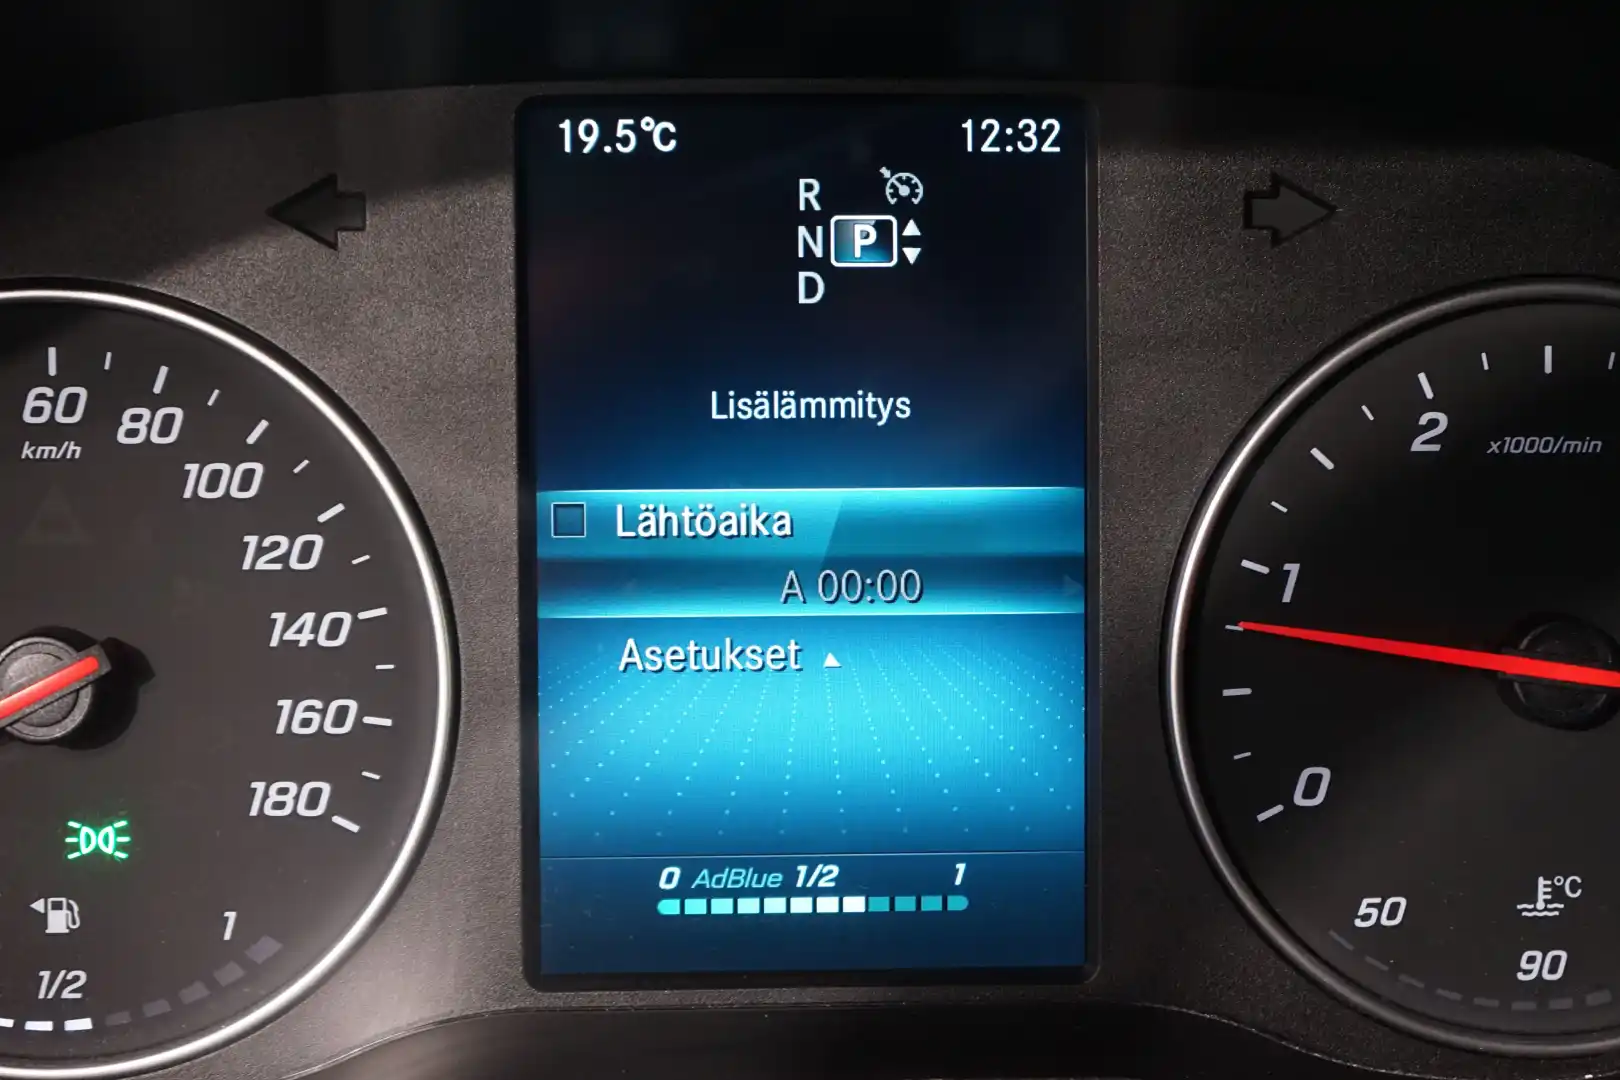 19.5°C 12:32
R
N P
D
Lisälämmitys
Lähtöaika
A 00:00
Asetukset
0 AdBlue 1/2 1
60
km/h
80
100
120
140
160
180
1
1/2
2
x1000/min
1
0
50
°C
90